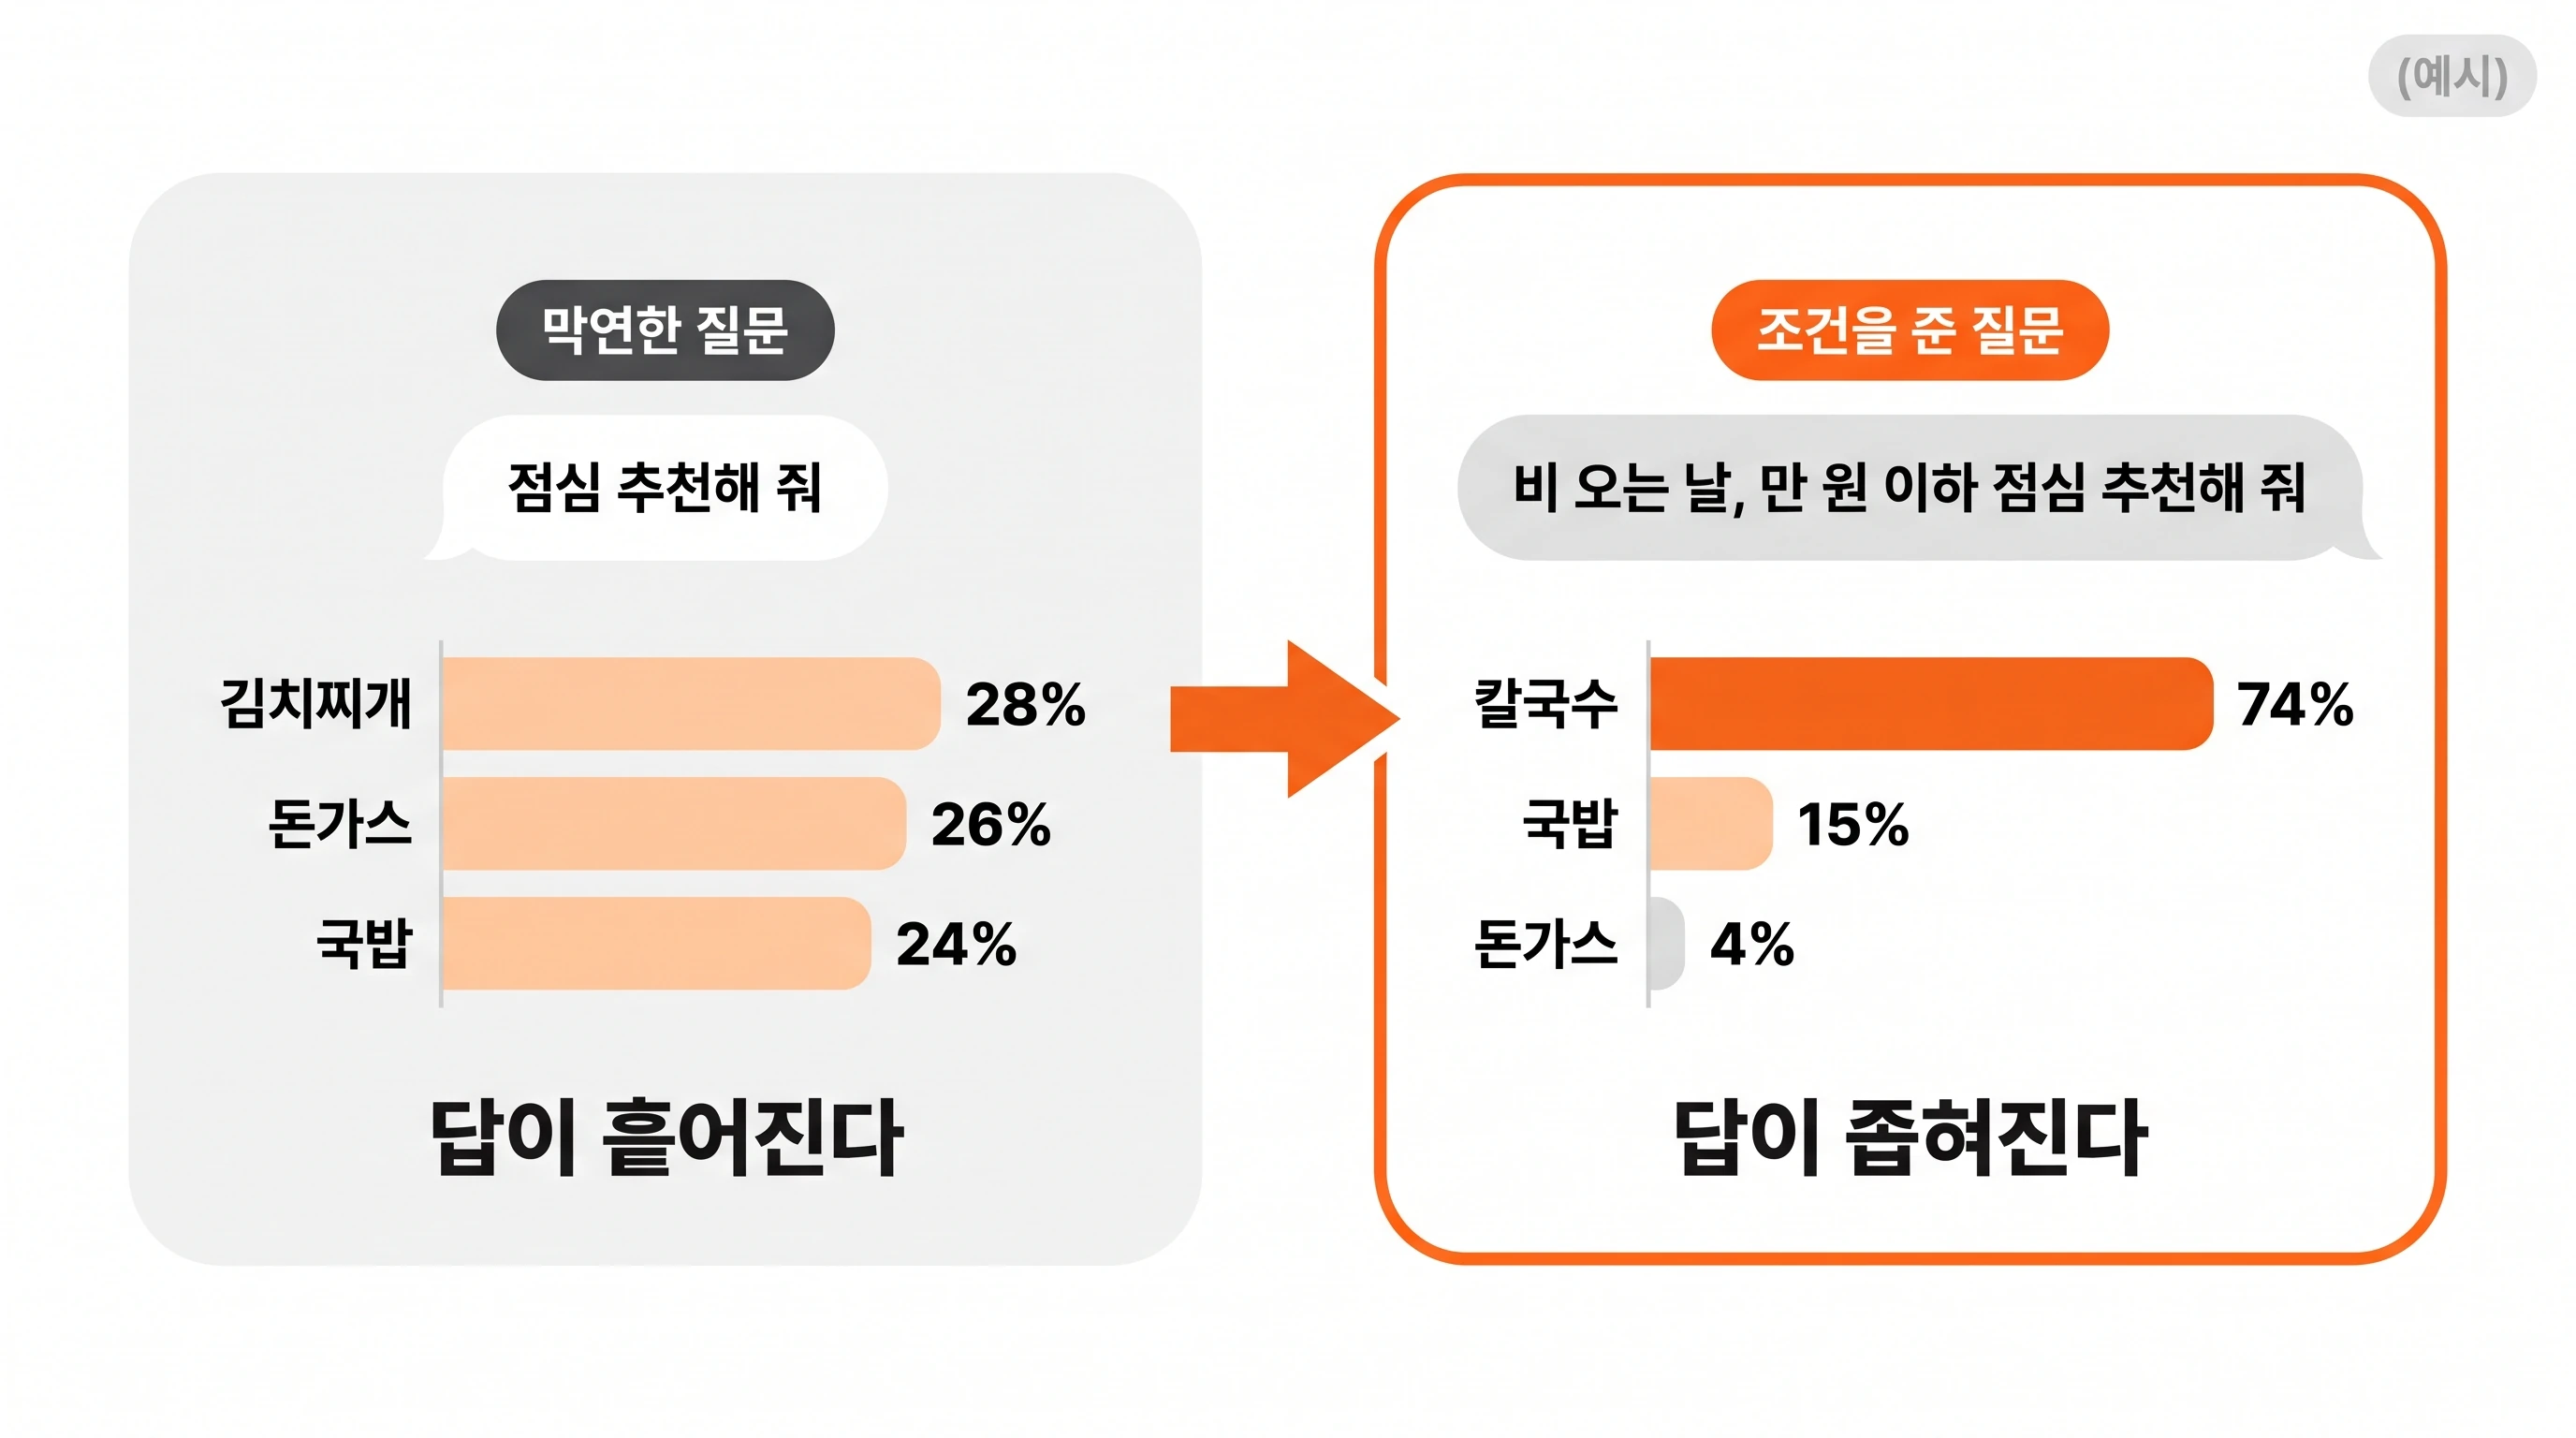 (예시)
막연한 질문
점심 추천해 줘
김치찌개 28%
돈가스 26%
국밥 24%
답이 흩어진다
조건을 준 질문
비 오는 날, 만 원 이하 점심 추천해 줘
칼국수 74%
국밥 15%
돈가스 4%
답이 좁혀진다